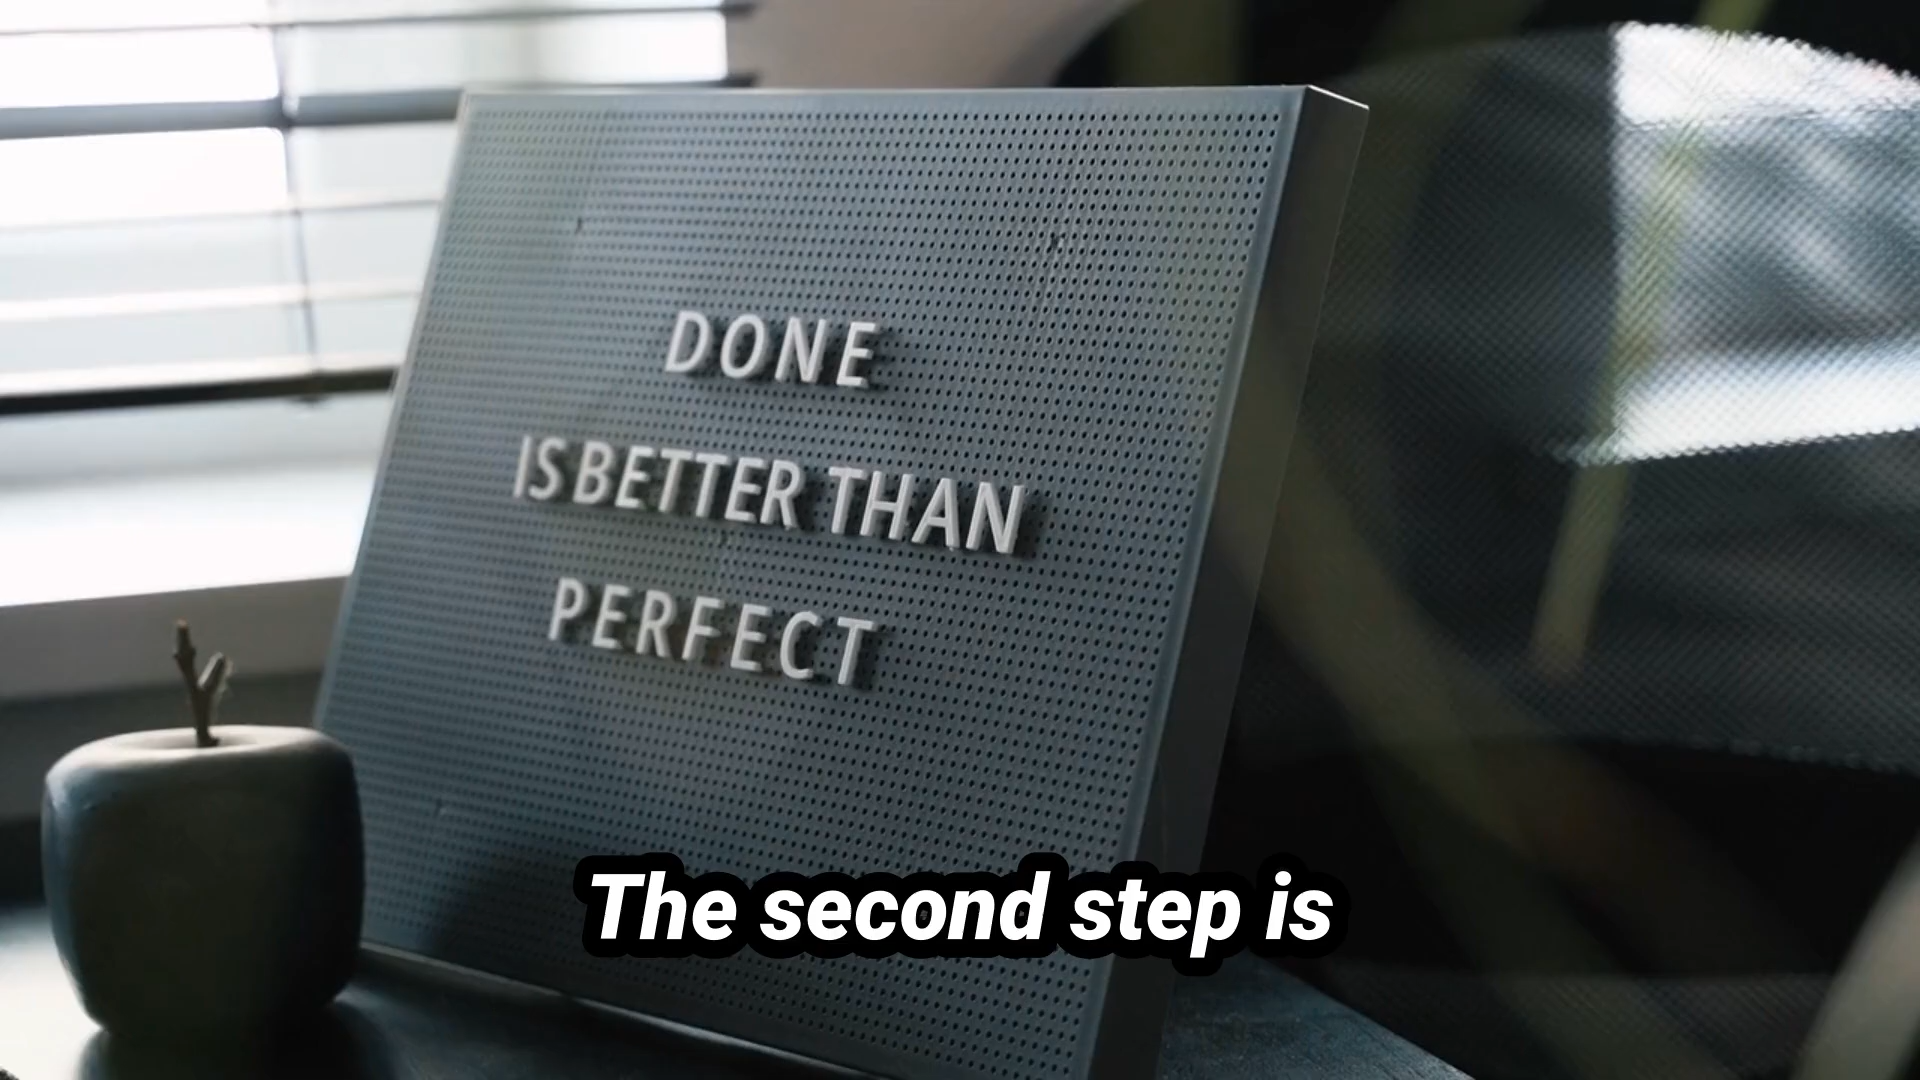 DONE
IS BETTER THAN
PERFECT
The second step is